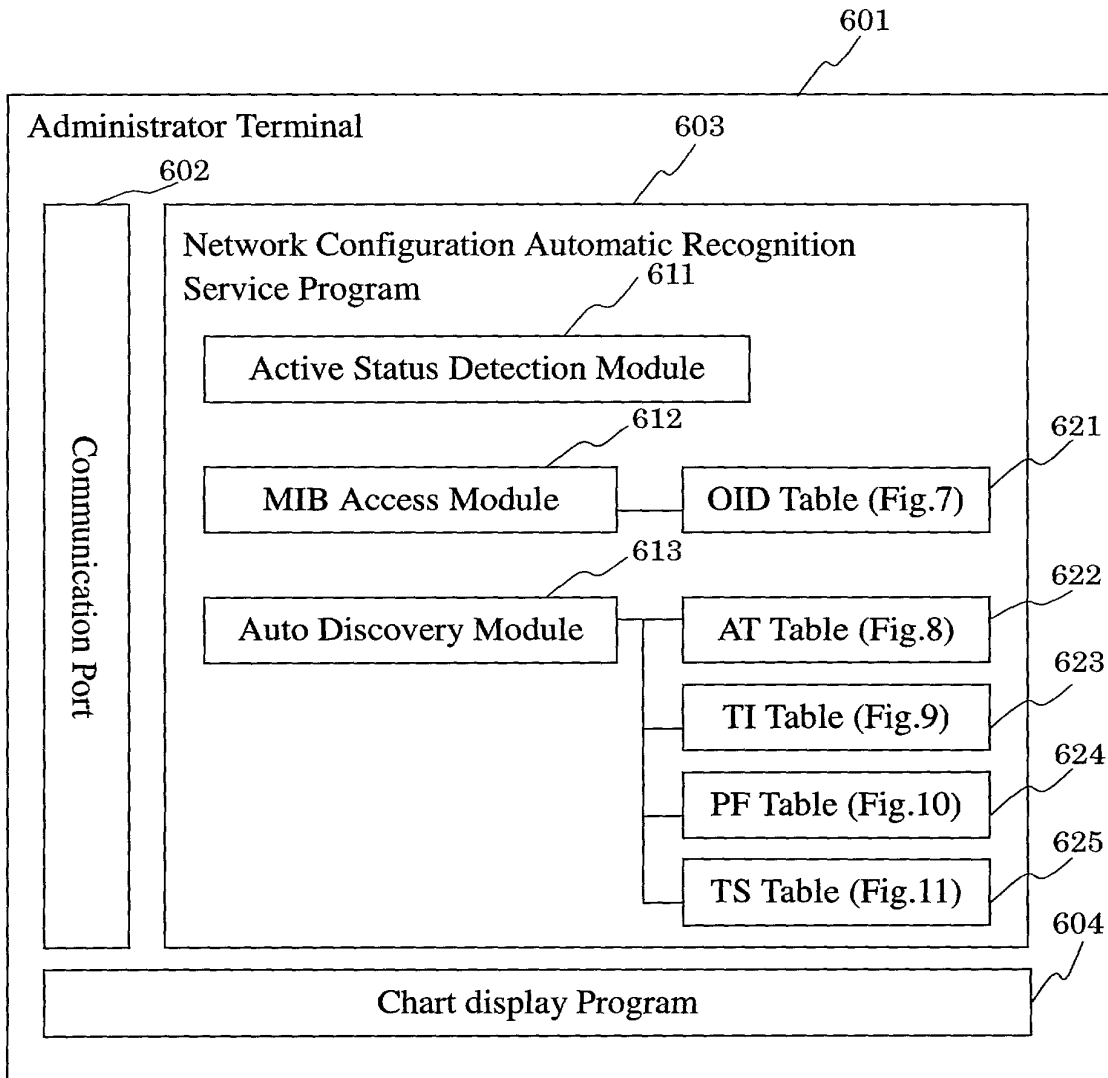 601
Administrator Terminal
602
603
Network Configuration Automatic Recognition
Service Program
611
Active Status Detection Module
612
621
MIB Access Module
OID Table (Fig.7)
613
622
Auto Discovery Module
AT Table (Fig.8)
623
TI Table (Fig.9)
624
PF Table (Fig.10)
625
TS Table (Fig.11)
Communication Port
604
Chart display Program